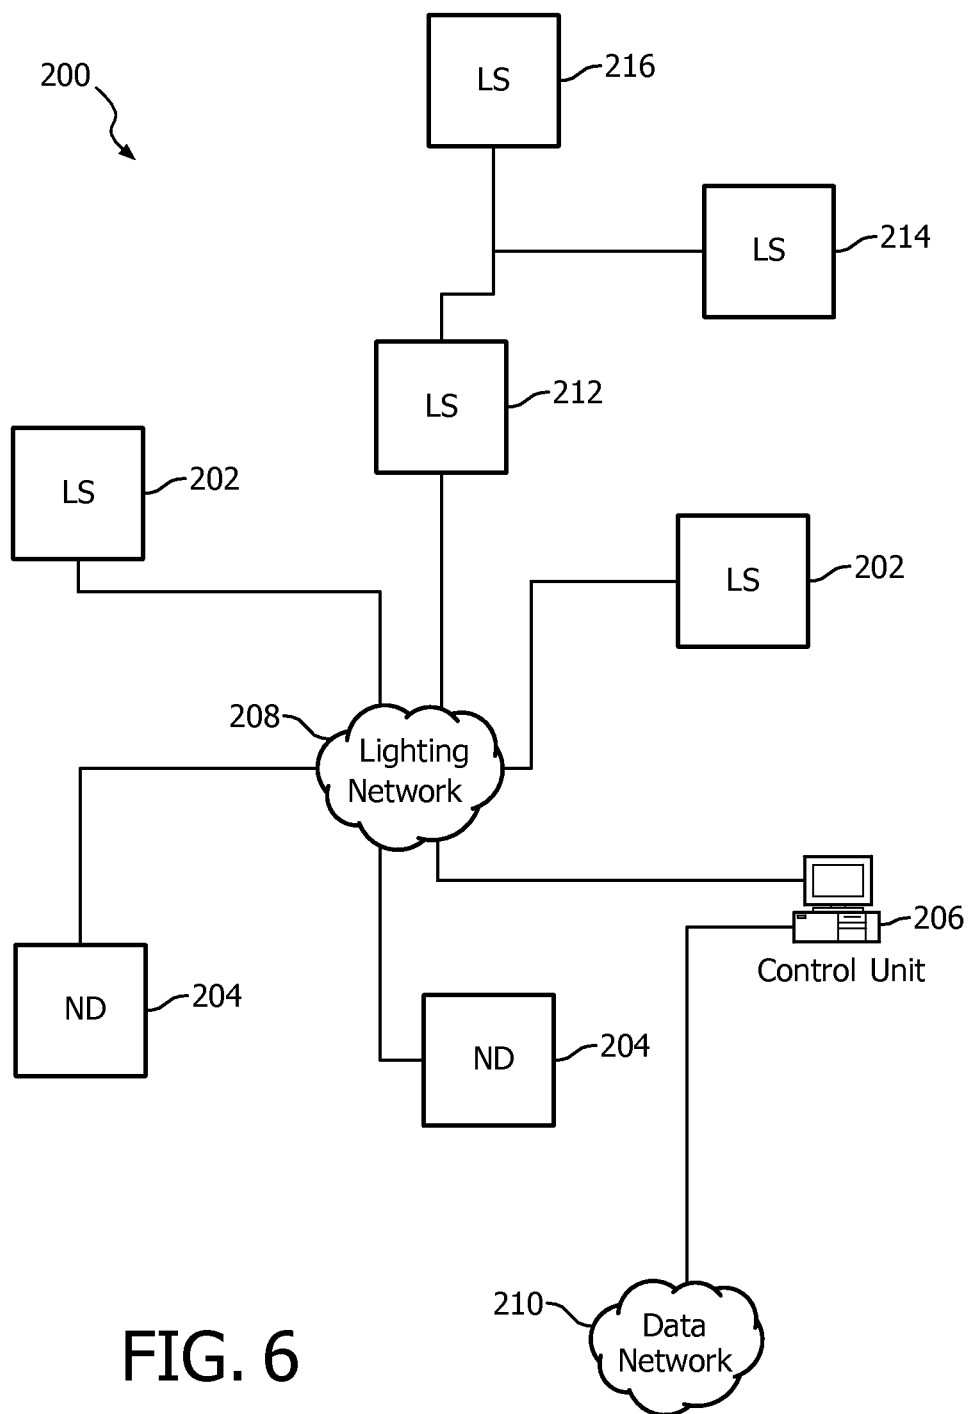 LS
216
200
LS
214
LS
212
LS
202
LS
202
208
Lighting
Network
206
Control Unit
ND
204
ND
204
210
Data
Network
FIG. 6